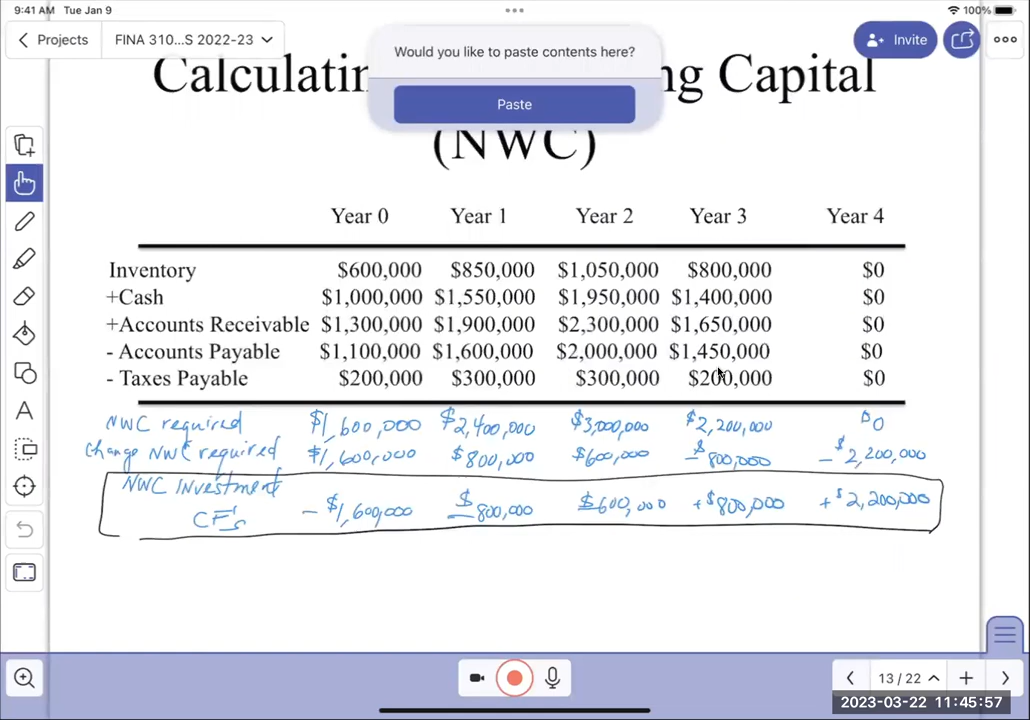 9:41 AM Tue Jan 9
100%
Projects
FINA 310...S 2022-23
Would you like to paste contents here?
Paste
Invite
Calculatin ng Capital
(NWC)
Year 0 Year 1 Year 2 Year 3 Year 4
Inventory $600,000 $850,000 $1,050,000 $800,000 $0
+Cash $1,000,000 $1,550,000 $1,950,000 $1,400,000 $0
+Accounts Receivable $1,300,000 $1,900,000 $2,300,000 $1,650,000 $0
- Accounts Payable $1,100,000 $1,600,000 $2,000,000 $1,450,000 $0
- Taxes Payable $200,000 $300,000 $300,000 $200,000 $0
NWC required $1,600,000 $2,400,000 $3,000,000 $2,200,000 $0
Change NWC required $1,600,000 $800,000 $600,000 -$800,000 -$2,200,000
NWC Investment
CF's -$1,600,000 -$800,000 -$600,000 +$800,000 +$2,200,000
13 / 22
2023-03-22 11:45:57